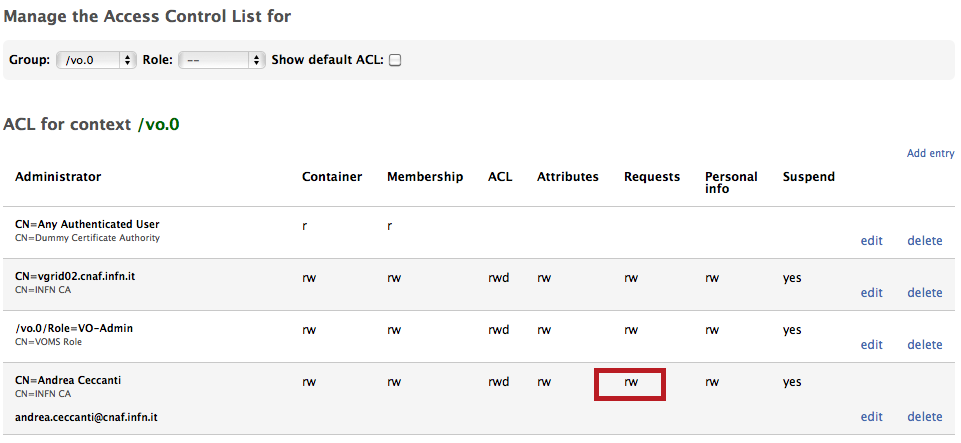 Manage the Access Control List for
Group: /vo.0 Role: -- Show default ACL:
ACL for context /vo.0
Add entry
Administrator Container Membership ACL Attributes Requests Personal info Suspend
CN=Any Authenticated User r r
CN=Dummy Certificate Authority
edit delete
CN=vgrid02.cnaf.infn.it rw rw rwd rw rw rw yes
CN=INFN CA
edit delete
/vo.0/Role=VO-Admin rw rw rwd rw rw rw yes
CN=VOMS Role
edit delete
CN=Andrea Ceccanti rw rw rwd rw rw rw yes
CN=INFN CA
andrea.ceccanti@cnaf.infn.it edit delete